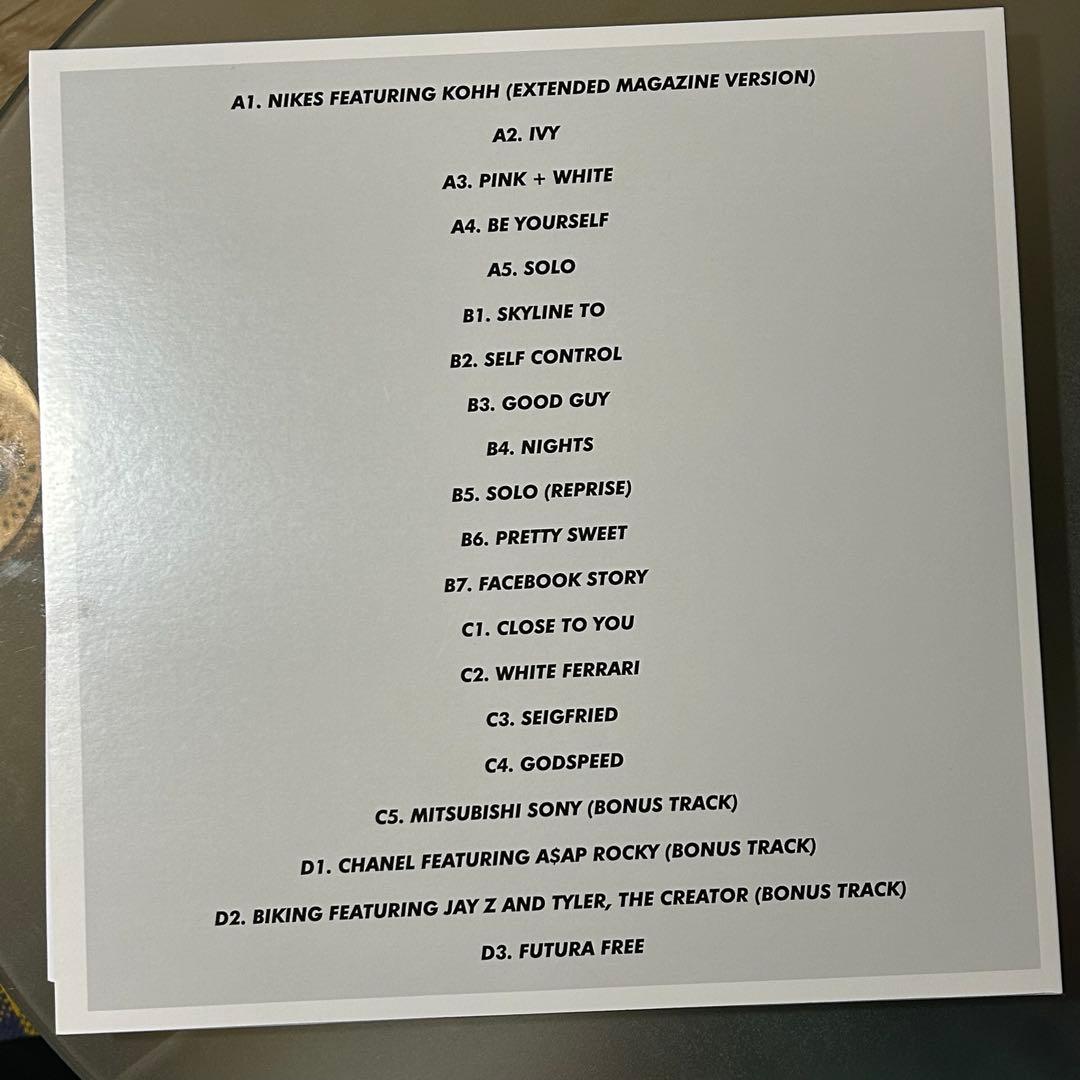 A1. NIKES FEATURING KOHH (EXTENDED MAGAZINE VERSION)
A2. IVY
A3. PINK + WHITE
A4. BE YOURSELF
A5. SOLO
B1. SKYLINE TO
B2. SELF CONTROL
B3. GOOD GUY
B4. NIGHTS
B5. SOLO (REPRISE)
B6. PRETTY SWEET
B7. FACEBOOK STORY
C1. CLOSE TO YOU
C2. WHITE FERRARI
C3. SEIGFRIED
C4. GODSPEED
C5. MITSUBISHI SONY (BONUS TRACK)
D1. CHANEL FEATURING A$AP ROCKY (BONUS TRACK)
D2. BIKING FEATURING JAY Z AND TYLER, THE CREATOR (BONUS TRACK)
D3. FUTURA FREE